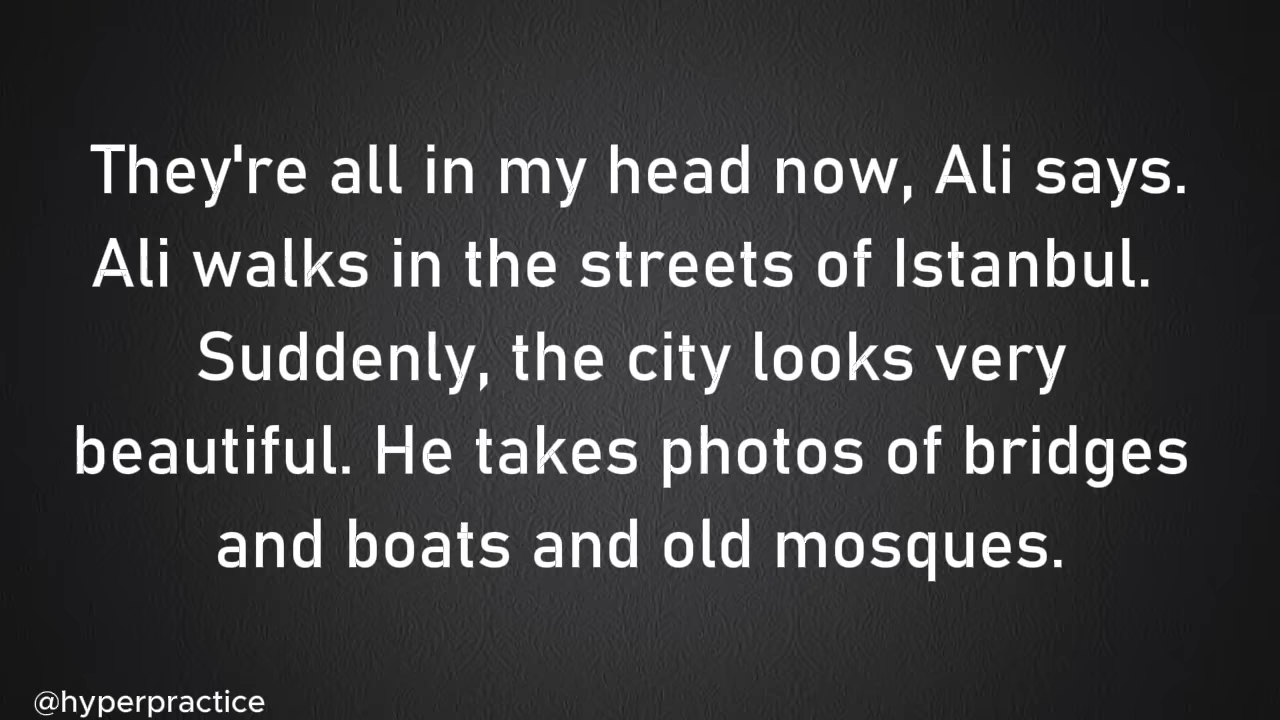 They're all in my head now, Ali says.
Ali walks in the streets of Istanbul.
Suddenly, the city looks very
beautiful. He takes photos of bridges
and boats and old mosques.
@hyperpractice